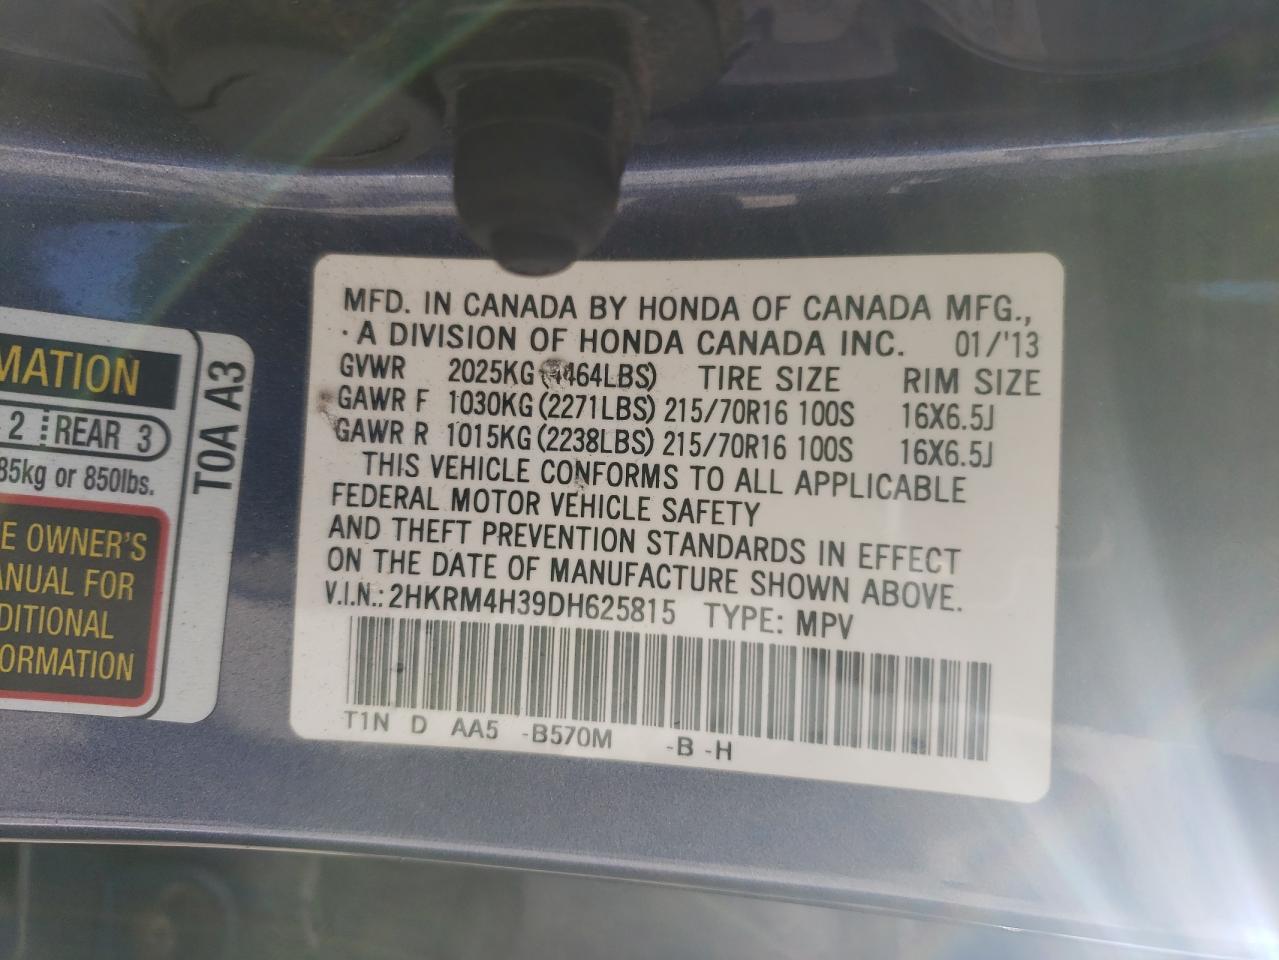 MATION
2 REAR 3
85kg or 850lbs.
E OWNER'S
ANUAL FOR
DITIONAL
ORMATION
T0A A3
MFD. IN CANADA BY HONDA OF CANADA MFG.,
A DIVISION OF HONDA CANADA INC. 01/'13
GVWR 2025KG (4464LBS) TIRE SIZE RIM SIZE
GAWR F 1030KG (2271LBS) 215/70R16 100S 16X6.5J
GAWR R 1015KG (2238LBS) 215/70R16 100S 16X6.5J
THIS VEHICLE CONFORMS TO ALL APPLICABLE
FEDERAL MOTOR VEHICLE SAFETY
AND THEFT PREVENTION STANDARDS IN EFFECT
ON THE DATE OF MANUFACTURE SHOWN ABOVE.
V.I.N.: 2HKRM4H39DH625815 TYPE: MPV
T1N D AA5 -B570M -B -H